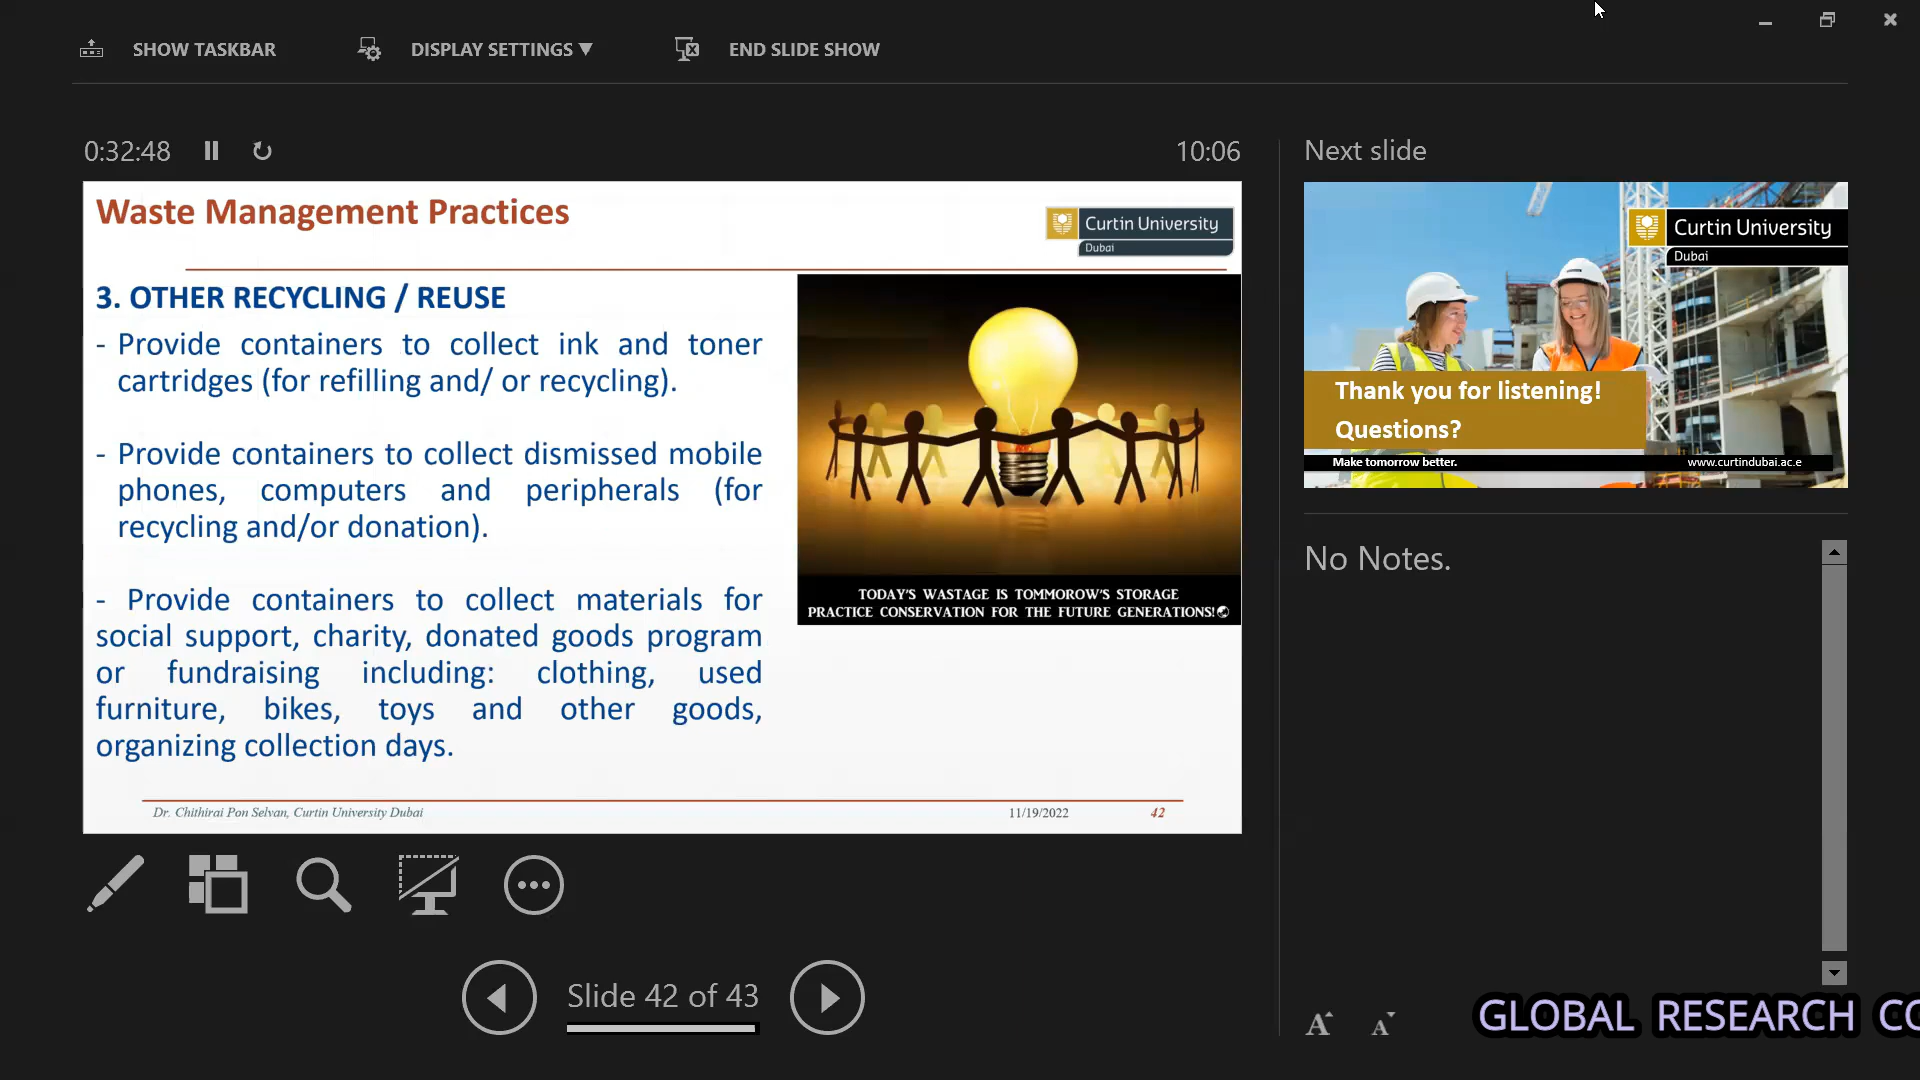 SHOW TASKBAR
DISPLAY SETTINGS ▼
END SLIDE SHOW
0:32:48
10:06
Waste Management Practices
Curtin University
Dubai
3. OTHER RECYCLING / REUSE
- Provide containers to collect ink and toner
cartridges (for refilling and/ or recycling).
- Provide containers to collect dismissed mobile
phones, computers and peripherals (for
recycling and/or donation).
- Provide containers to collect materials for
social support, charity, donated goods program
or fundraising including: clothing, used
furniture, bikes, toys and other goods,
organizing collection days.
TODAY'S WASTAGE IS TOMMOROW'S STORAGE
PRACTICE CONSERVATION FOR THE FUTURE GENERATIONS!
Dr. Chithirai Pon Selvan, Curtin University Dubai
11/19/2022
42
Slide 42 of 43
Next slide
Curtin University
Dubai
Thank you for listening!
Questions?
Make tomorrow better.
www.curtindubai.ac.e
No Notes.
A
A
GLOBAL RESEARCH CO